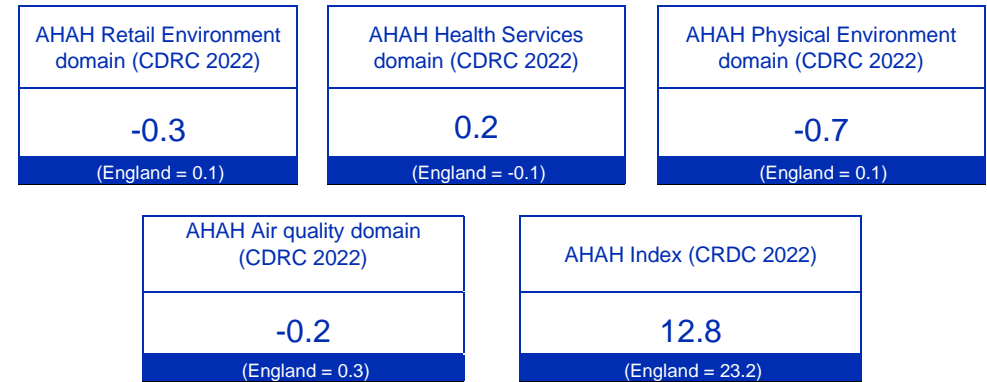 AHAH Retail Environment
domain (CDRC 2022)
-0.3
(England = 0.1)
AHAH Health Services
domain (CDRC 2022)
0.2
(England = -0.1)
AHAH Physical Environment
domain (CDRC 2022)
-0.7
(England = 0.1)
AHAH Air quality domain
(CDRC 2022)
-0.2
(England = 0.3)
AHAH Index (CRDC 2022)
12.8
(England = 23.2)